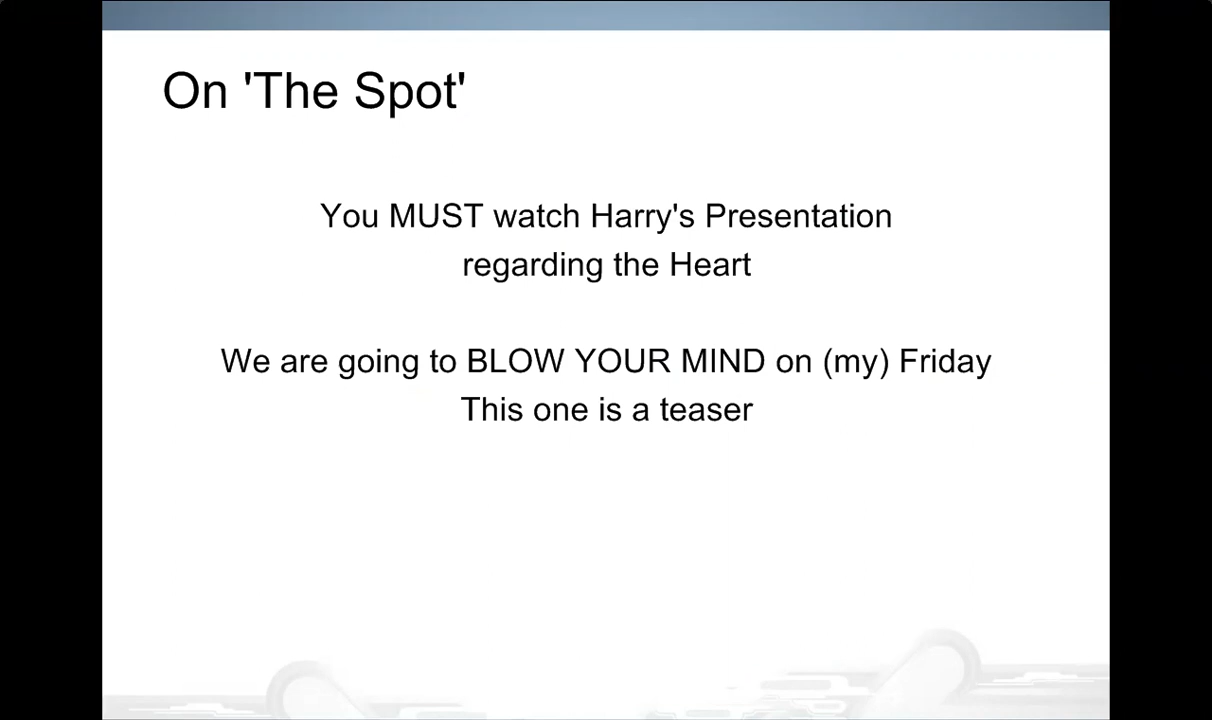 On 'The Spot'
You MUST watch Harry's Presentation
regarding the Heart
We are going to BLOW YOUR MIND on (my) Friday
This one is a teaser